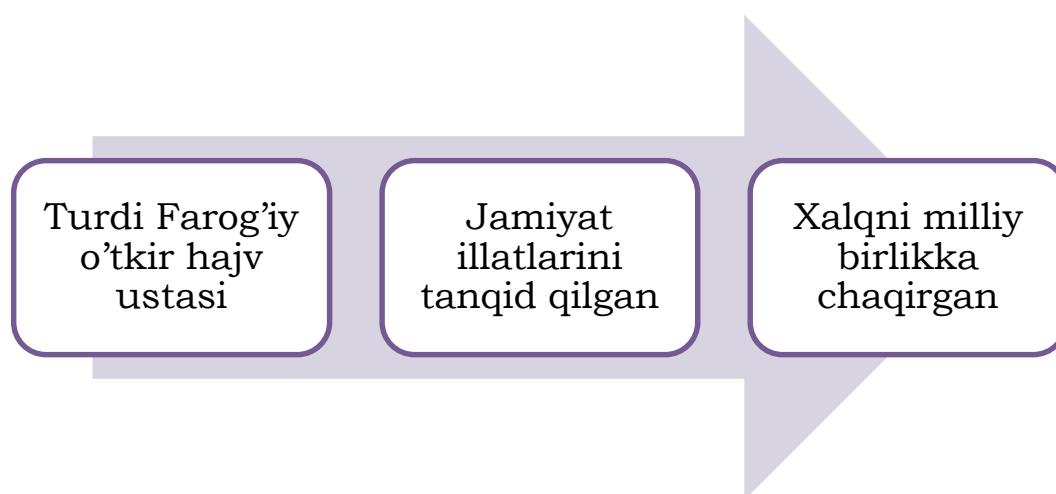 Turdi Farog’iy
o’tkir hajv
ustasi
Jamiyat
illatlarini
tanqid qilgan
Xalqni milliy
birlikka
chaqirgan